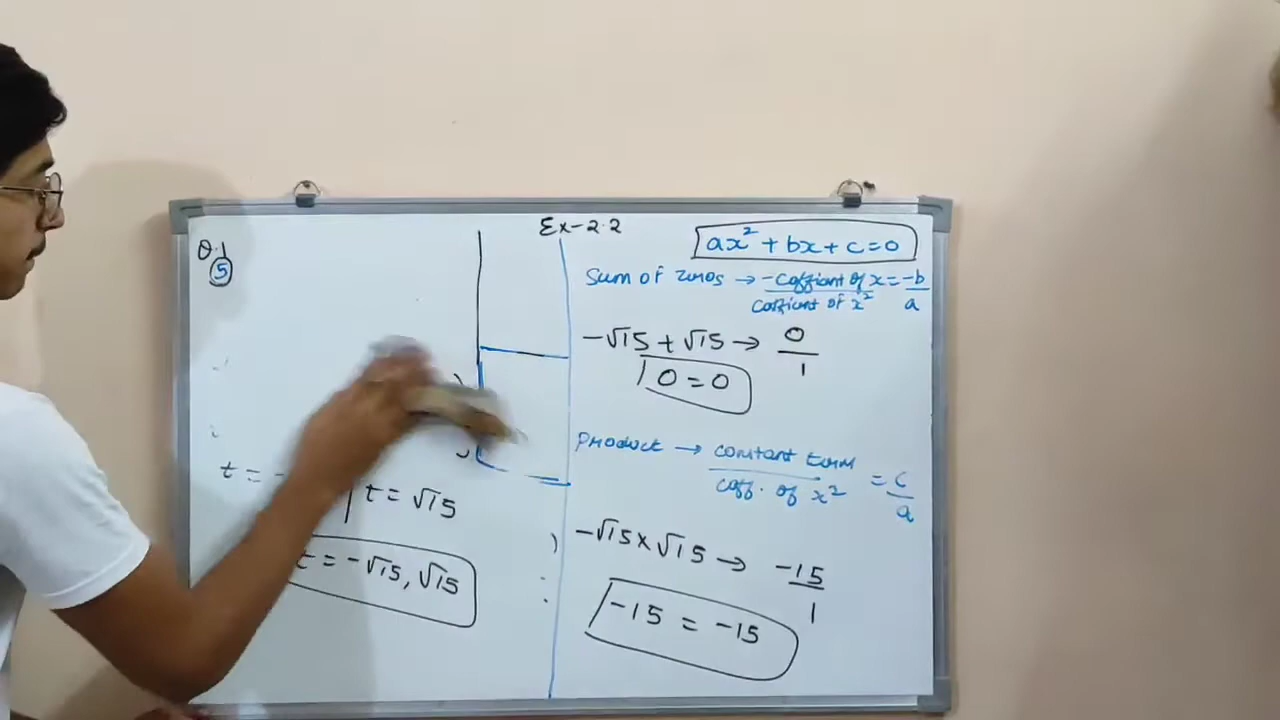 Ex-2.2
Q.1
5
t = -
t = √15
t = -√15, √15
ax² + bx + c = 0
Sum of zeros → -coffiant of x / coffiant of x² = -b/a
-√15 + √15 → 0/1
0 = 0
Product → constant term / coff. of x² = c/a
-√15 × √15 → -15/1
-15 = -15